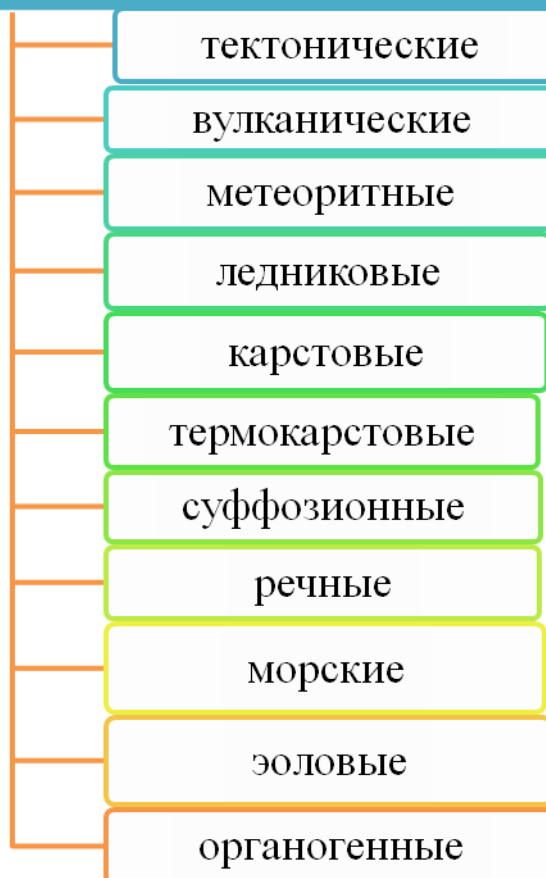 тектонические
вулканические
метеоритные
ледниковые
карстовые
термокарстовые
суффозионные
речные
морские
эоловые
органогенные